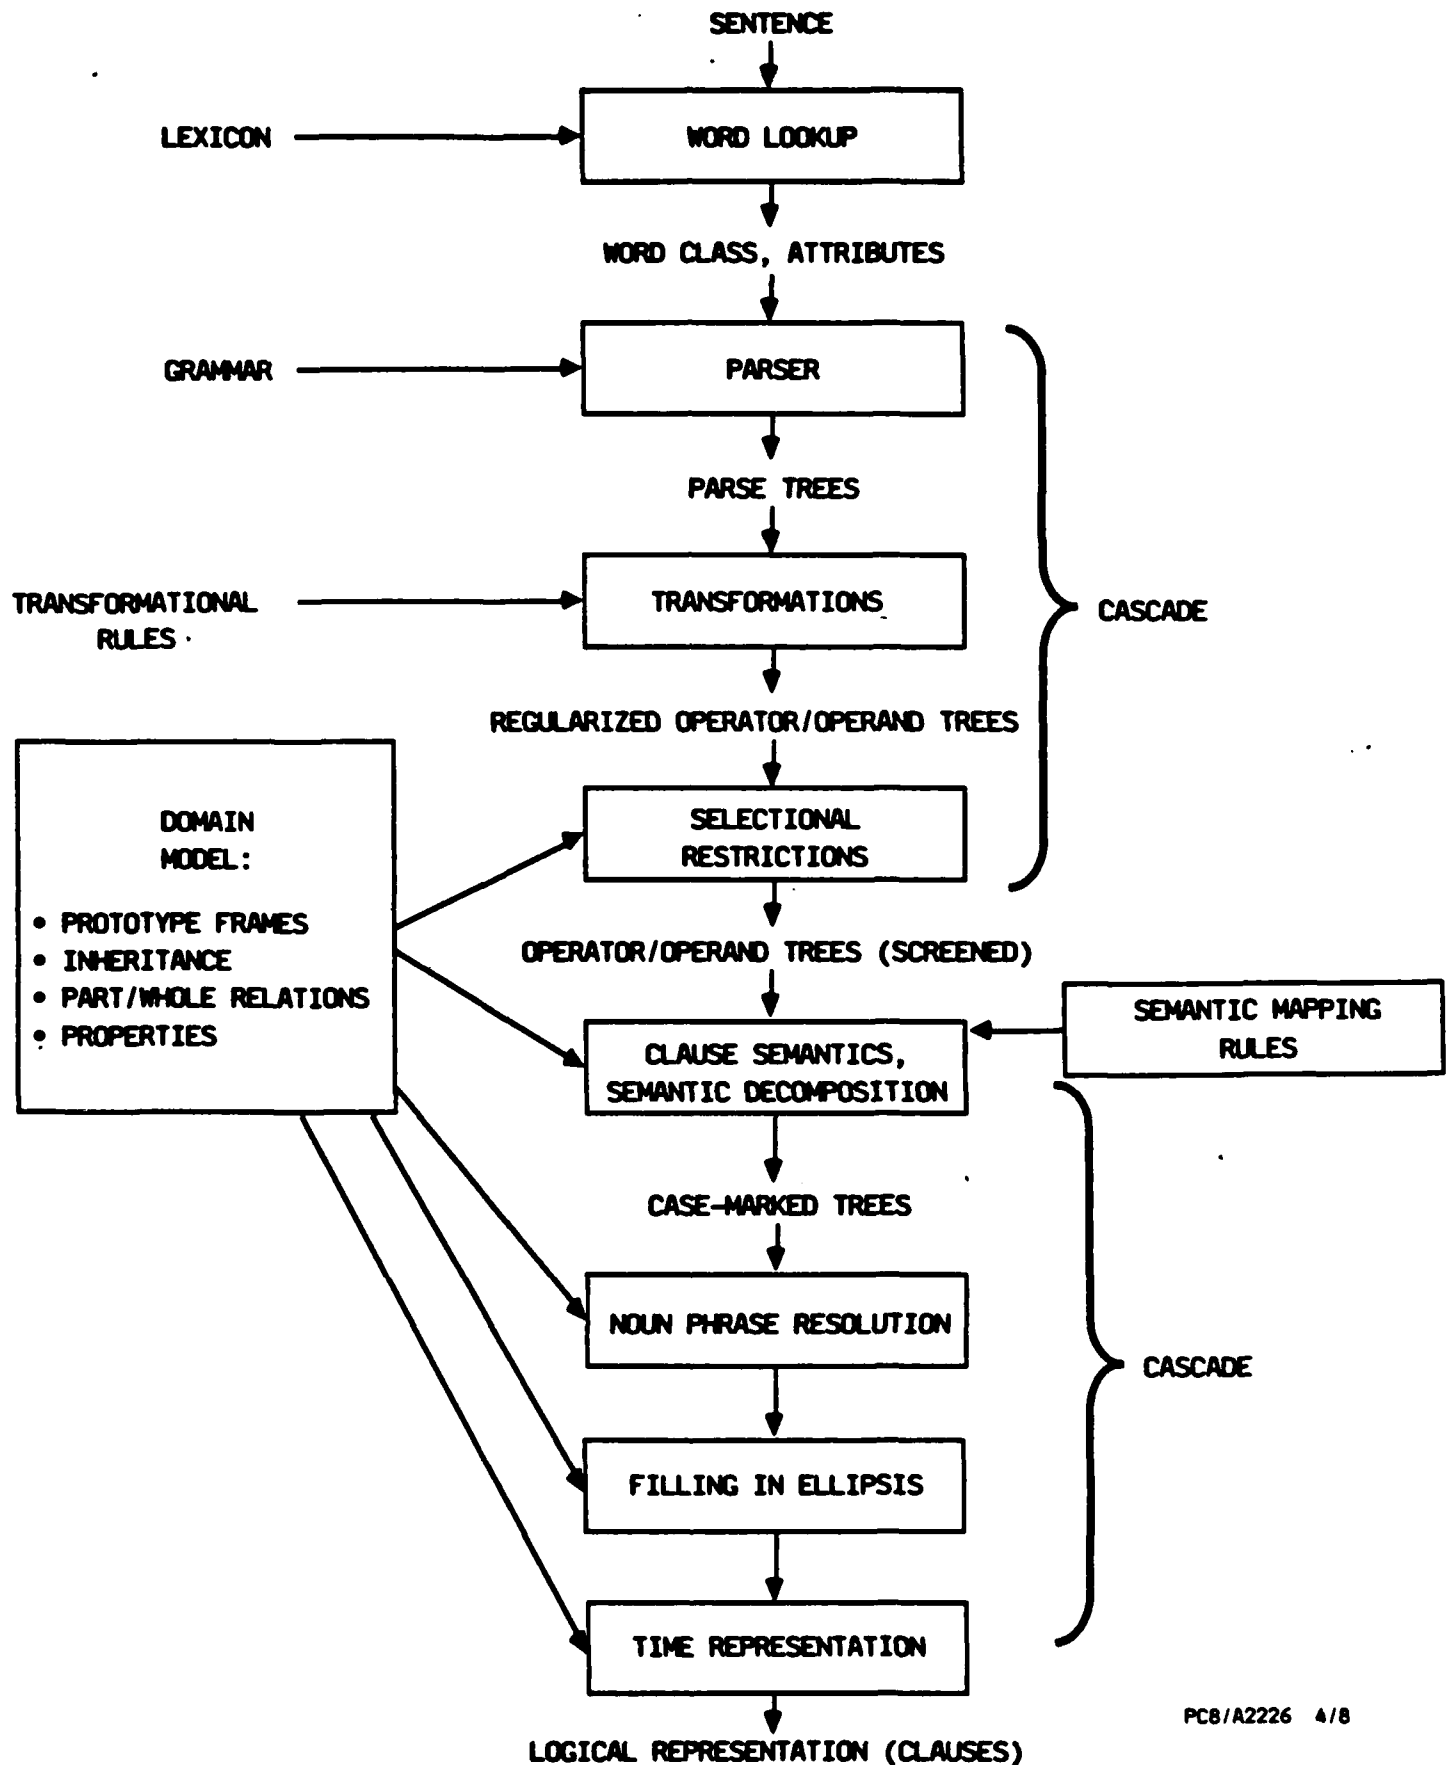 SENTENCE
LEXICON
WORD LOOKUP
WORD CLASS, ATTRIBUTES
GRAMMAR
PARSER
PARSE TREES
TRANSFORMATIONAL
RULES
TRANSFORMATIONS
CASCADE
REGULARIZED OPERATOR/OPERAND TREES
DOMAIN
MODEL:
• PROTOTYPE FRAMES
• INHERITANCE
• PART/WHOLE RELATIONS
• PROPERTIES
SELECTIONAL
RESTRICTIONS
OPERATOR/OPERAND TREES (SCREENED)
CLAUSE SEMANTICS,
SEMANTIC DECOMPOSITION
SEMANTIC MAPPING
RULES
CASE-MARKED TREES
NOUN PHRASE RESOLUTION
CASCADE
FILLING IN ELLIPSIS
TIME REPRESENTATION
PC8/A2226 4/8
LOGICAL REPRESENTATION (CLAUSES)